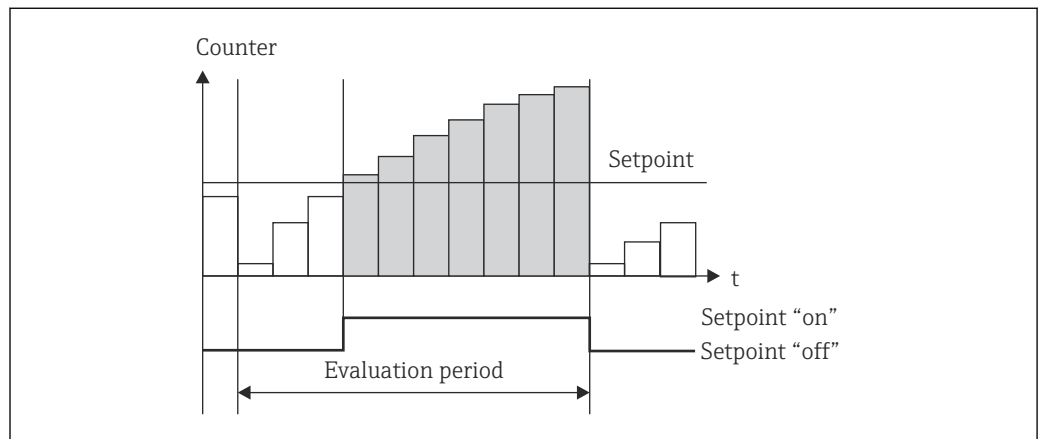 Counter
Setpoint
t
Setpoint “on”
Setpoint “off”
Evaluation period